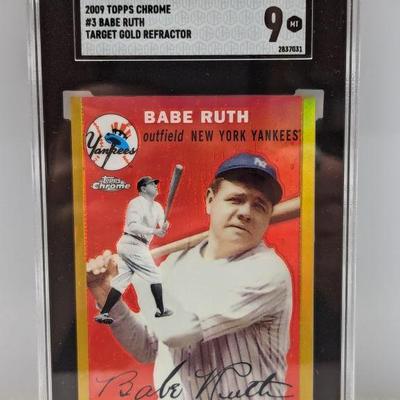 2009 TOPPS CHROME
#3 BABE RUTH
TARGET GOLD REFRACTOR
9 MT
2837031
BABE RUTH
outfield NEW YORK YANKEES
Yankees
Topps
Chrome
Babe Ruth